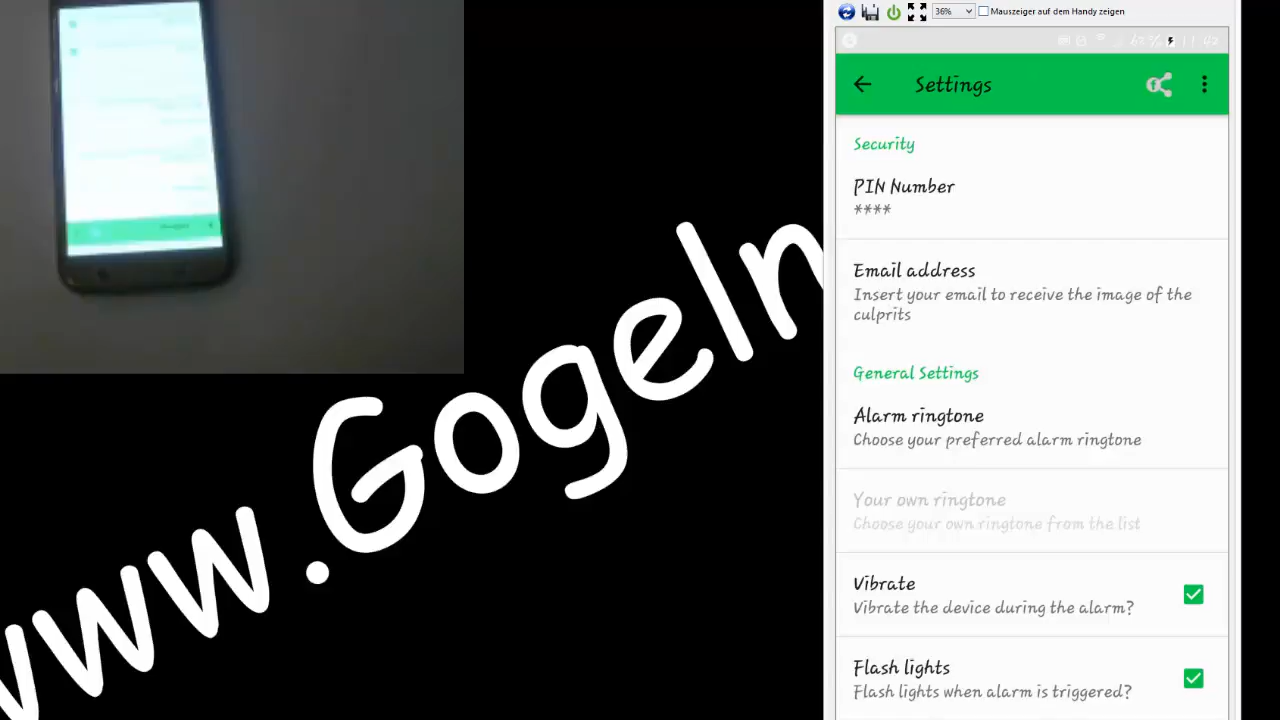 36%
Mauszeiger auf dem Handy zeigen
Settings
Security
PIN Number
****
Email address
Insert your email to receive the image of the
culprits
General Settings
Alarm ringtone
Choose your preferred alarm ringtone
Your own ringtone
Choose your own ringtone from the list
Vibrate
Vibrate the device during the alarm?
Flash lights
Flash lights when alarm is triggered?
www.Gogeln